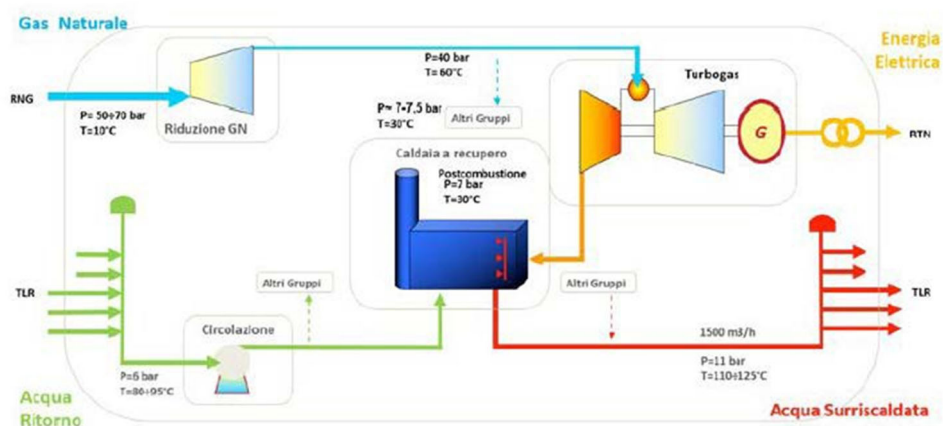 Gas Naturale
Energia
Elettrica
RNG
P= 50÷70 bar
T=10°C
Riduzione GN
P=40 bar
T= 60°C
Altri Gruppi
Turbogas
G
RTN
P= 7÷7,5 bar
T=30°C
Caldaia a recupero
Postcombustione
P=7 bar
T=30°C
TLR
Circolazione
Altri Gruppi
Altri Gruppi
TLR
1500 m3/h
P=6 bar
T=80÷95°C
P=11 bar
T=110÷125°C
Acqua
Ritorno
Acqua Surriscaldata